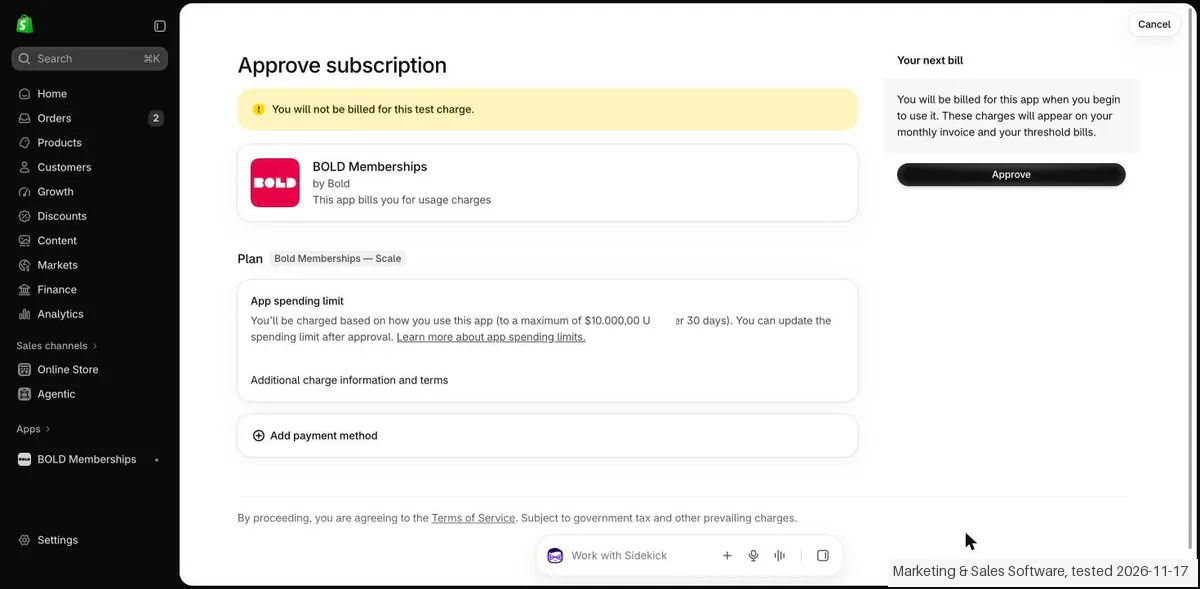 Search ⌘K
Home
Orders 2
Products
Customers
Growth
Discounts
Content
Markets
Finance
Analytics
Sales channels
Online Store
Agentic
Apps
BOLD Memberships
Settings
Cancel
Approve subscription
You will not be billed for this test charge.
BOLD
BOLD Memberships
by Bold
This app bills you for usage charges
Plan Bold Memberships — Scale
App spending limit
You'll be charged based on how you use this app (to a maximum of $10.000,00 U er 30 days). You can update the
spending limit after approval. Learn more about app spending limits.
Additional charge information and terms
Add payment method
By proceeding, you are agreeing to the Terms of Service. Subject to government tax and other prevailing charges.
Your next bill
You will be billed for this app when you begin
to use it. These charges will appear on your
monthly invoice and your threshold bills.
Approve
Work with Sidekick
Marketing & Sales Software, tested 2026-11-17